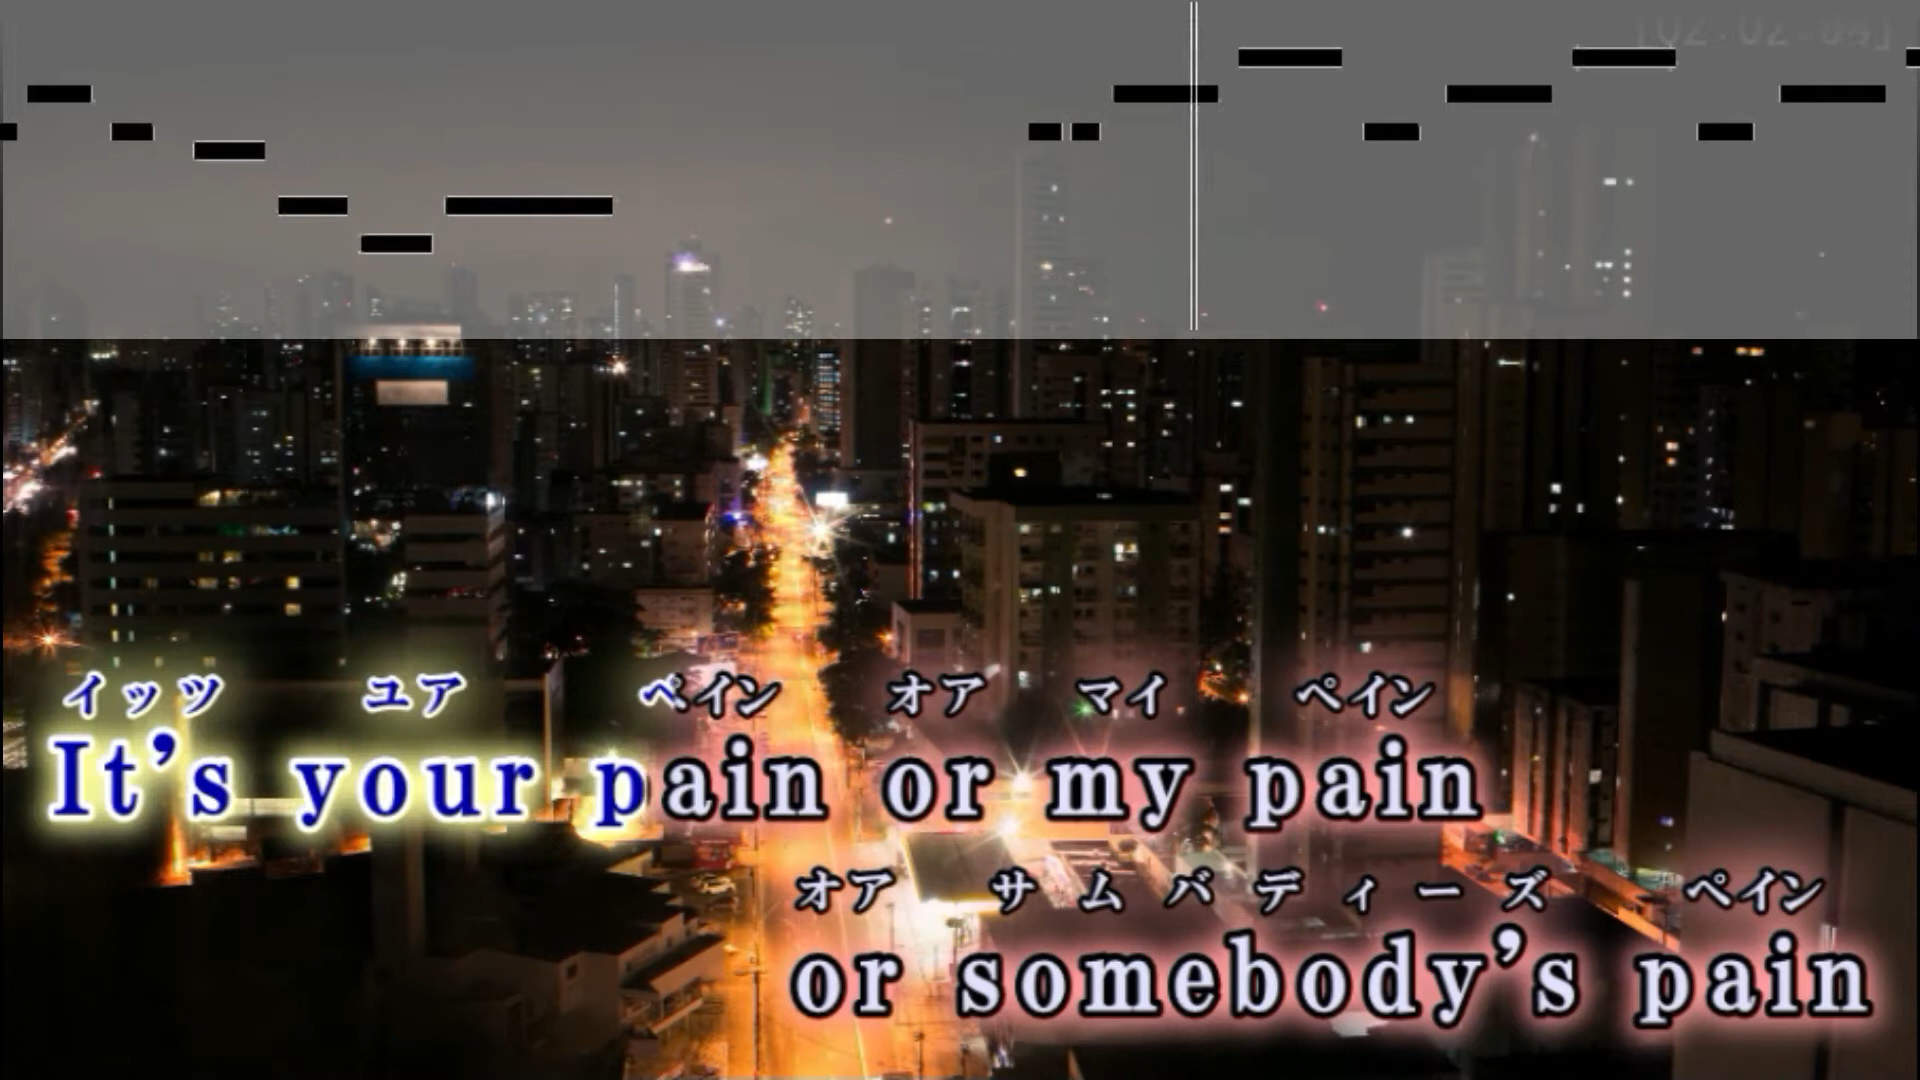 イッツ ユア ペイン オア マイ ペイン
It's your pain or my pain
オア サムバディーズ ペイン
or somebody's pain